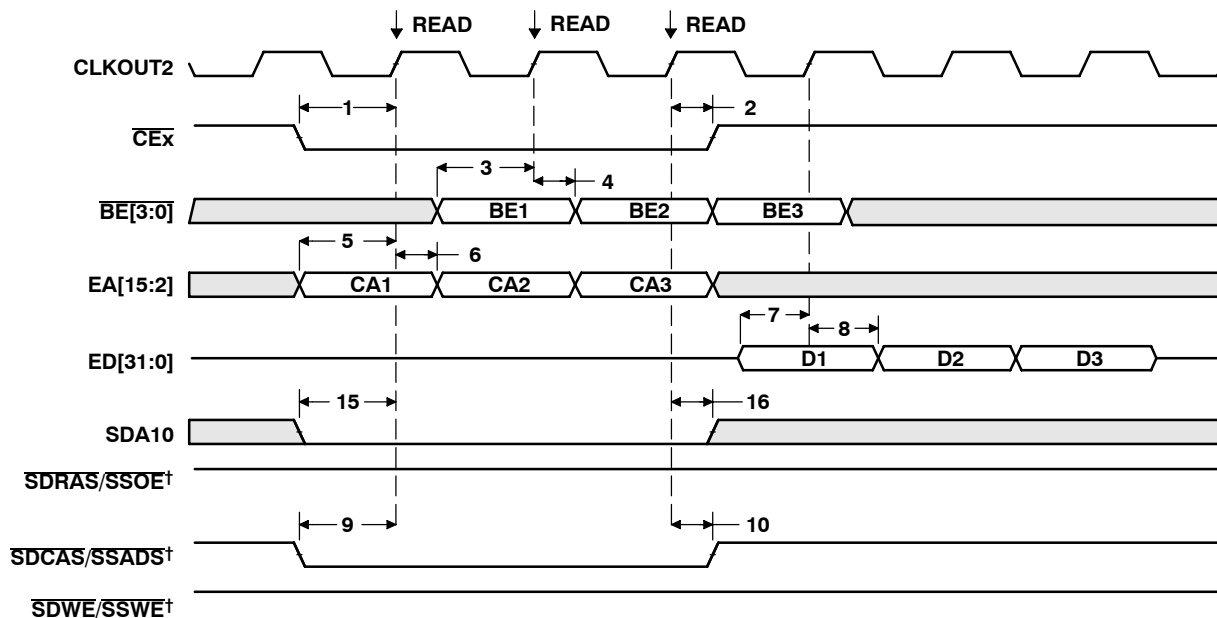 READ READ READ
CLKOUT2
1 2
CEx
3 4
BE[3:0] BE1 BE2 BE3
5 6
EA[15:2] CA1 CA2 CA3
7 8
ED[31:0] D1 D2 D3
15 16
SDA10
SDRAS/SSOE†
9 10
SDCAS/SSADS†
SDWE/SSWE†